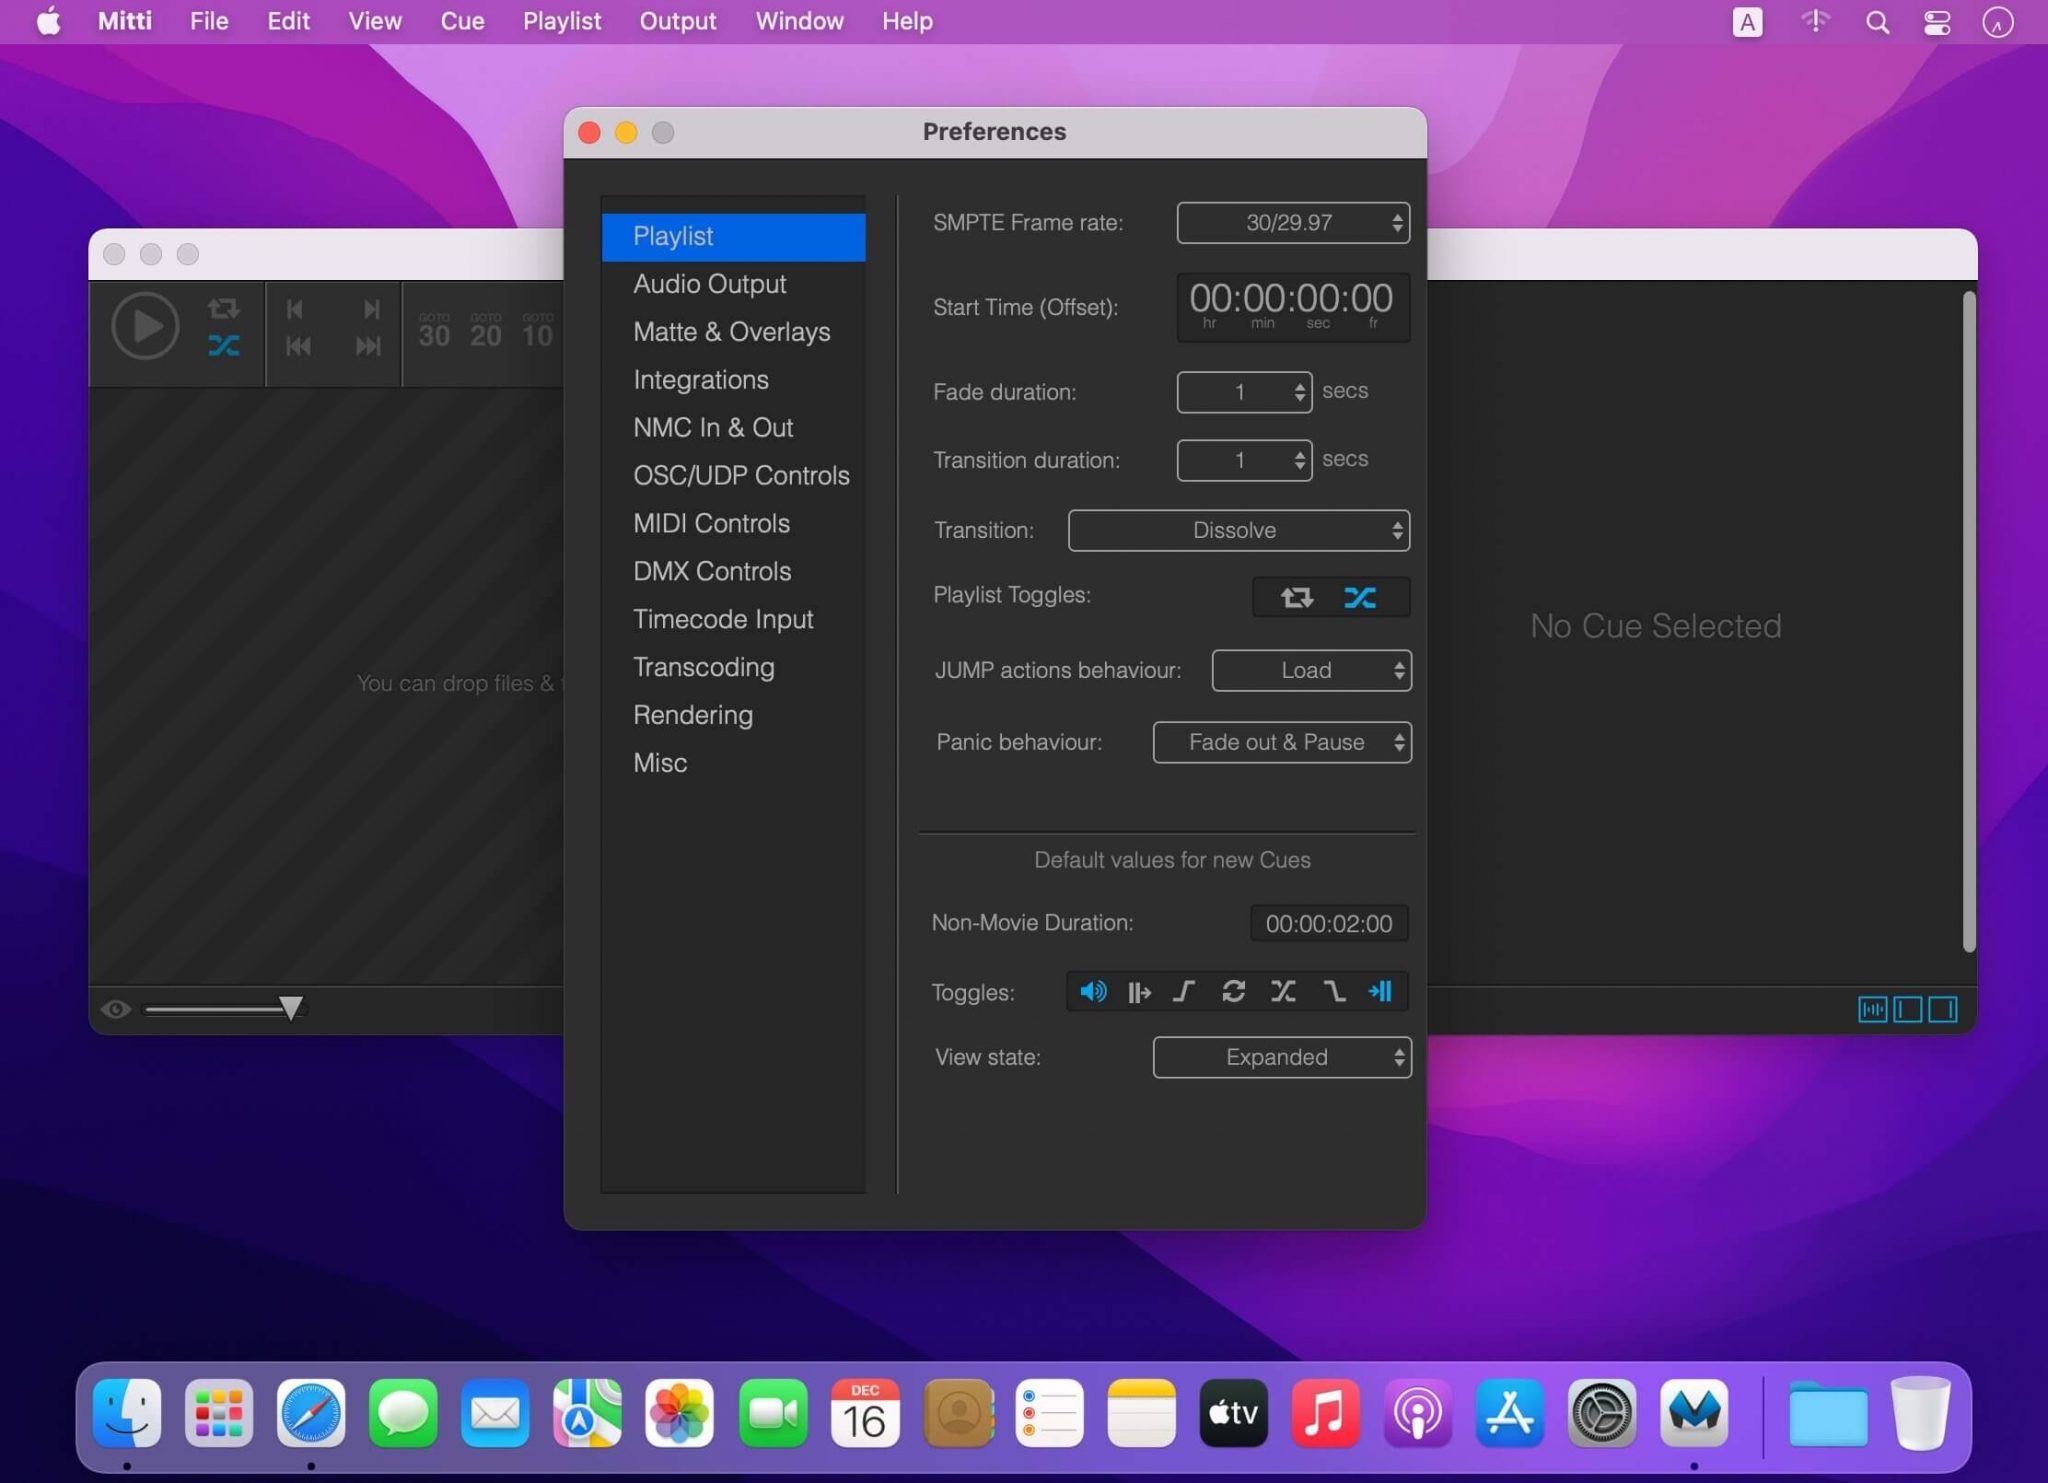 Mitti File Edit View Cue Playlist Output Window Help
A
Preferences
Playlist
Audio Output
Matte & Overlays
Integrations
NMC In & Out
OSC/UDP Controls
MIDI Controls
DMX Controls
Timecode Input
Transcoding
Rendering
Misc
SMPTE Frame rate: 30/29.97
Start Time (Offset): 00:00:00:00
hr min sec fr
Fade duration: 1 secs
Transition duration: 1 secs
Transition: Dissolve
Playlist Toggles:
JUMP actions behaviour: Load
Panic behaviour: Fade out & Pause
Default values for new Cues
Non-Movie Duration: 00:00:02:00
Toggles:
View state: Expanded
GOTO GOTO GOTO
30 20 10
You can drop files &
No Cue Selected
DEC
16
tv